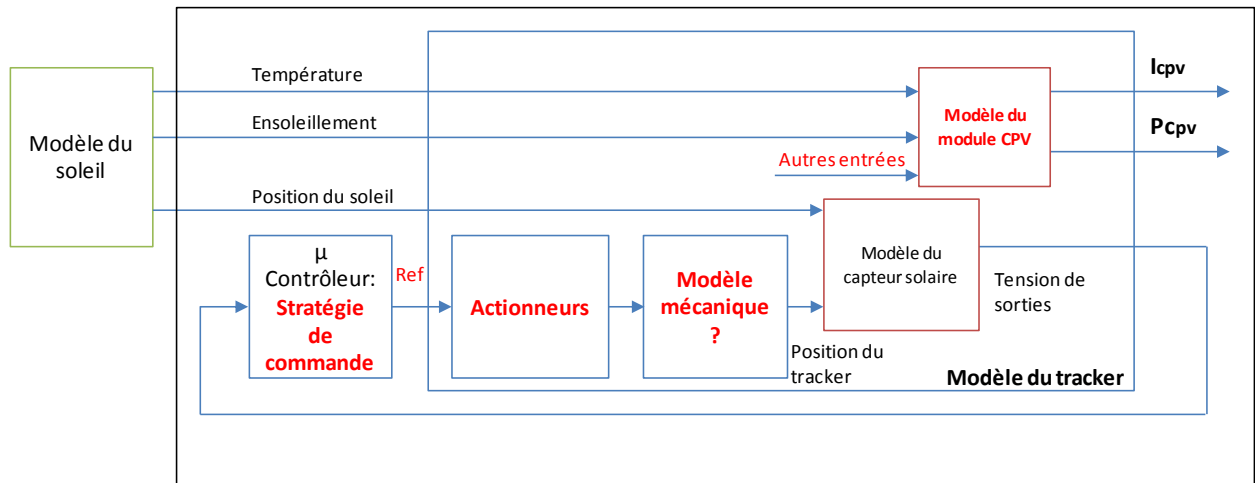 Modèle du
soleil
Température
Ensoleillement
Autres entrées
Position du soleil
Modèle du
module CPV
Icpv
PCpv
µ
Contrôleur:
Stratégie
de
commande
Ref
Actionneurs
Modèle
mécanique
?
Position du
tracker
Modèle du
capteur solaire
Tension de
sorties
Modèle du tracker